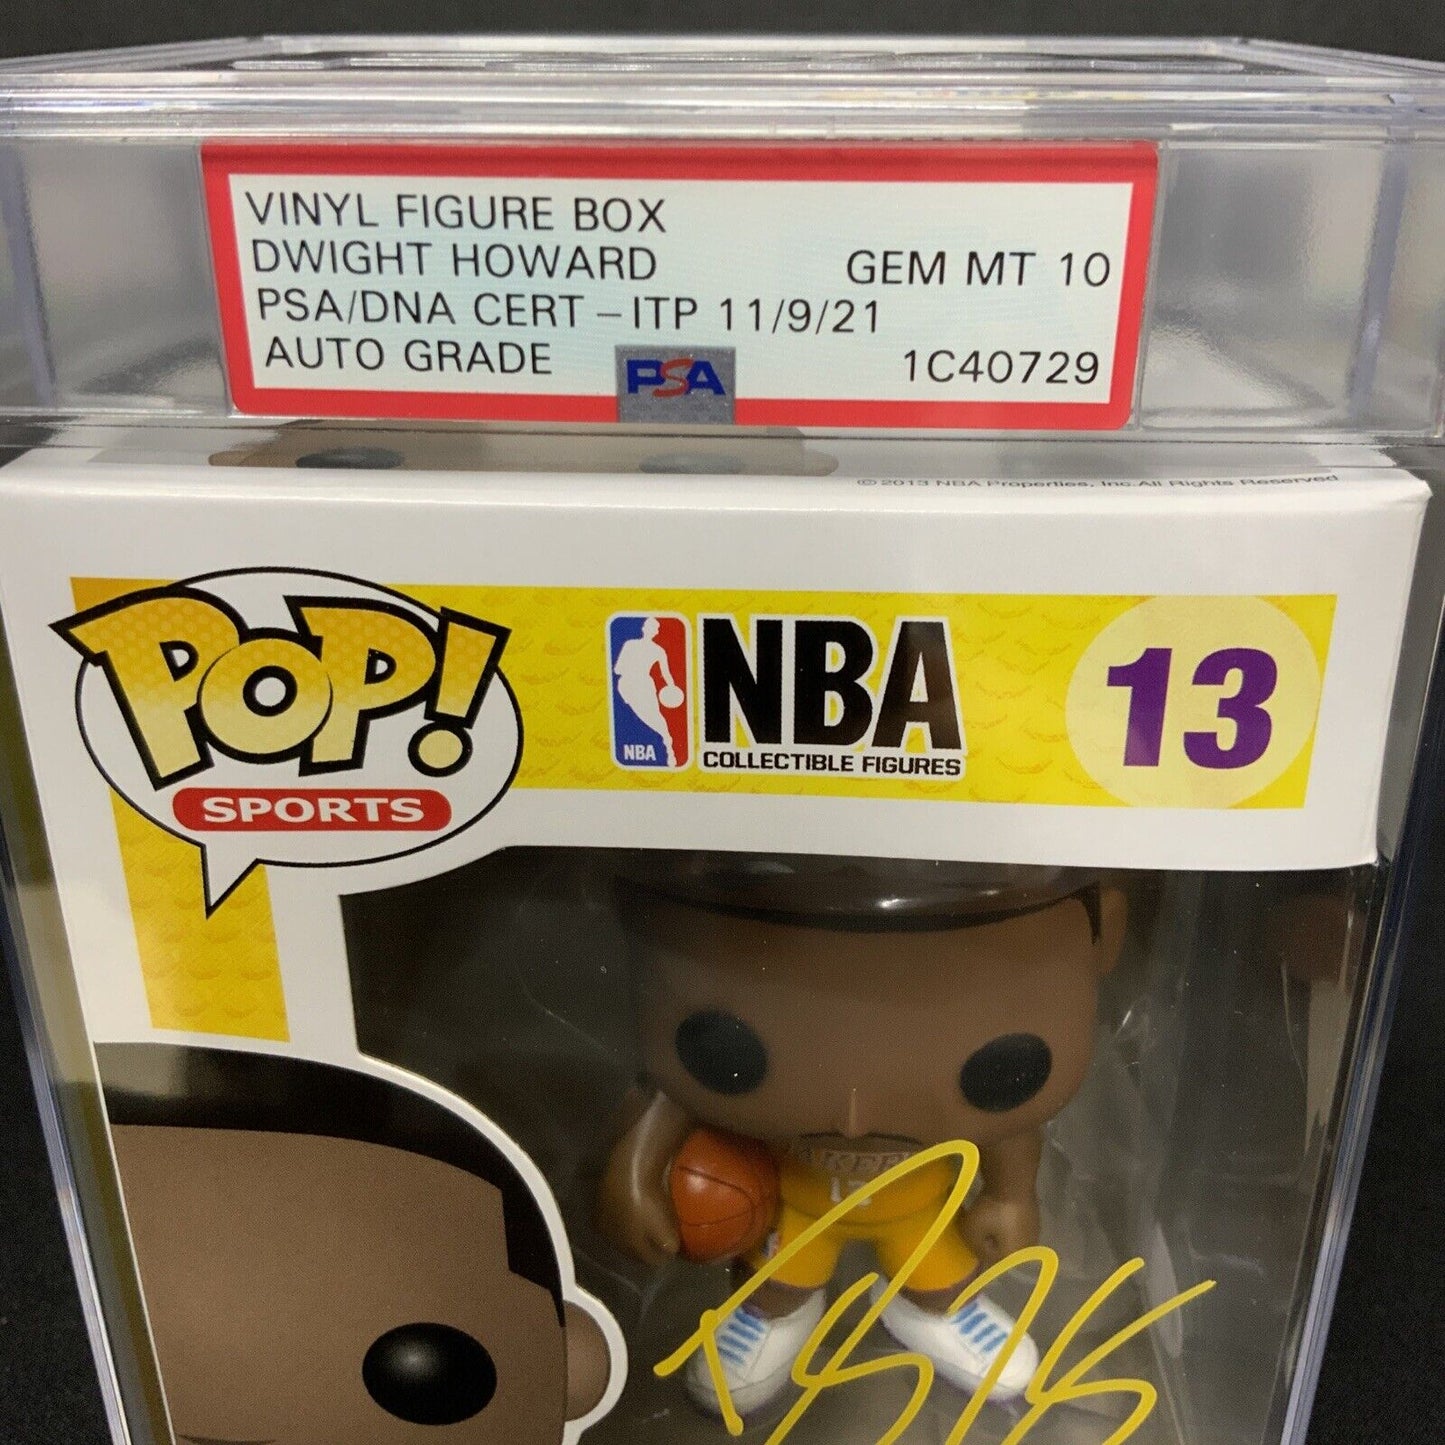 VINYL FIGURE BOX
DWIGHT HOWARD GEM MT 10
PSA/DNA CERT – ITP 11/9/21
AUTO GRADE 1C40729
PSA
© 2013 NBA Properties, Inc. All Rights Reserved
POP!
SPORTS
NBA
NBA
COLLECTIBLE FIGURES
13